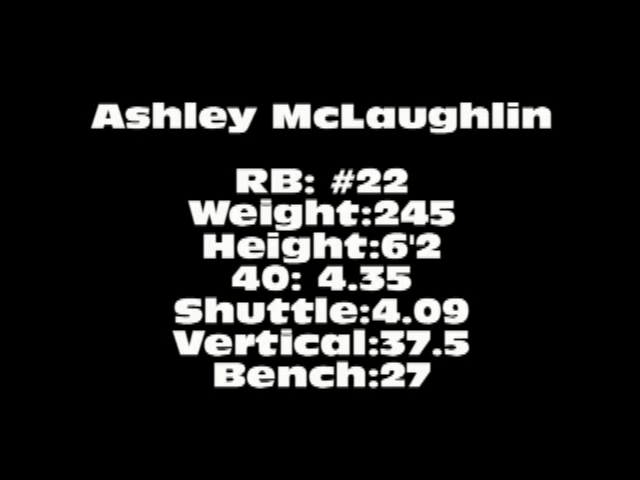 Ashley McLaughlin
RB: #22
Weight:245
Height:6'2
40: 4.35
Shuttle:4.09
Vertical:37.5
Bench:27